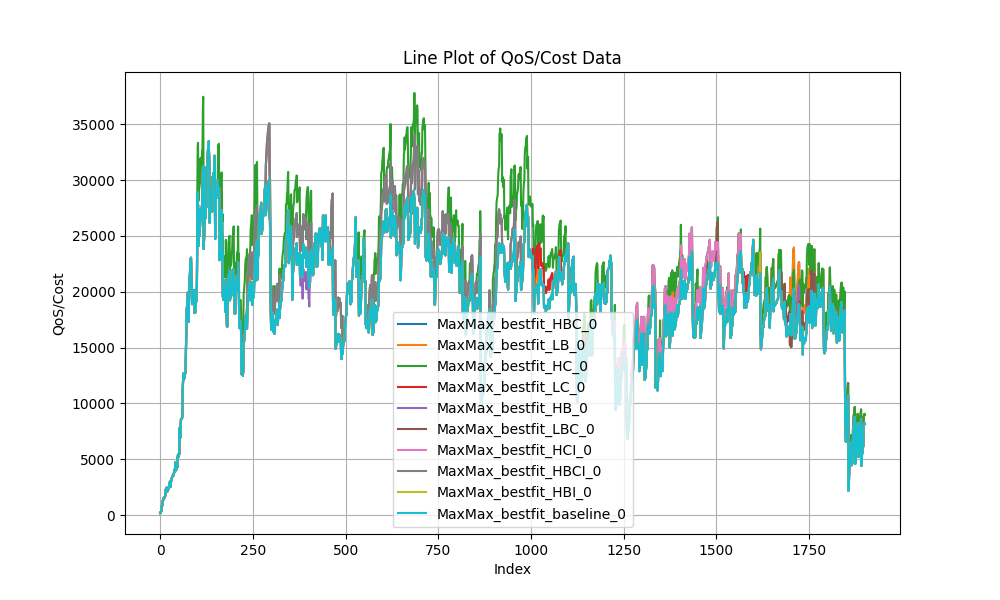 Line Plot of QoS/Cost Data
QoS/Cost
35000
30000
25000
20000
15000
10000
5000
0
MaxMax_bestfit_HBC_0
MaxMax_bestfit_LB_0
MaxMax_bestfit_HC_0
MaxMax_bestfit_LC_0
MaxMax_bestfit_HB_0
MaxMax_bestfit_LBC_0
MaxMax_bestfit_HCI_0
MaxMax_bestfit_HBCI_0
MaxMax_bestfit_HBI_0
MaxMax_bestfit_baseline_0
0 250 500 750 1000 1250 1500 1750
Index